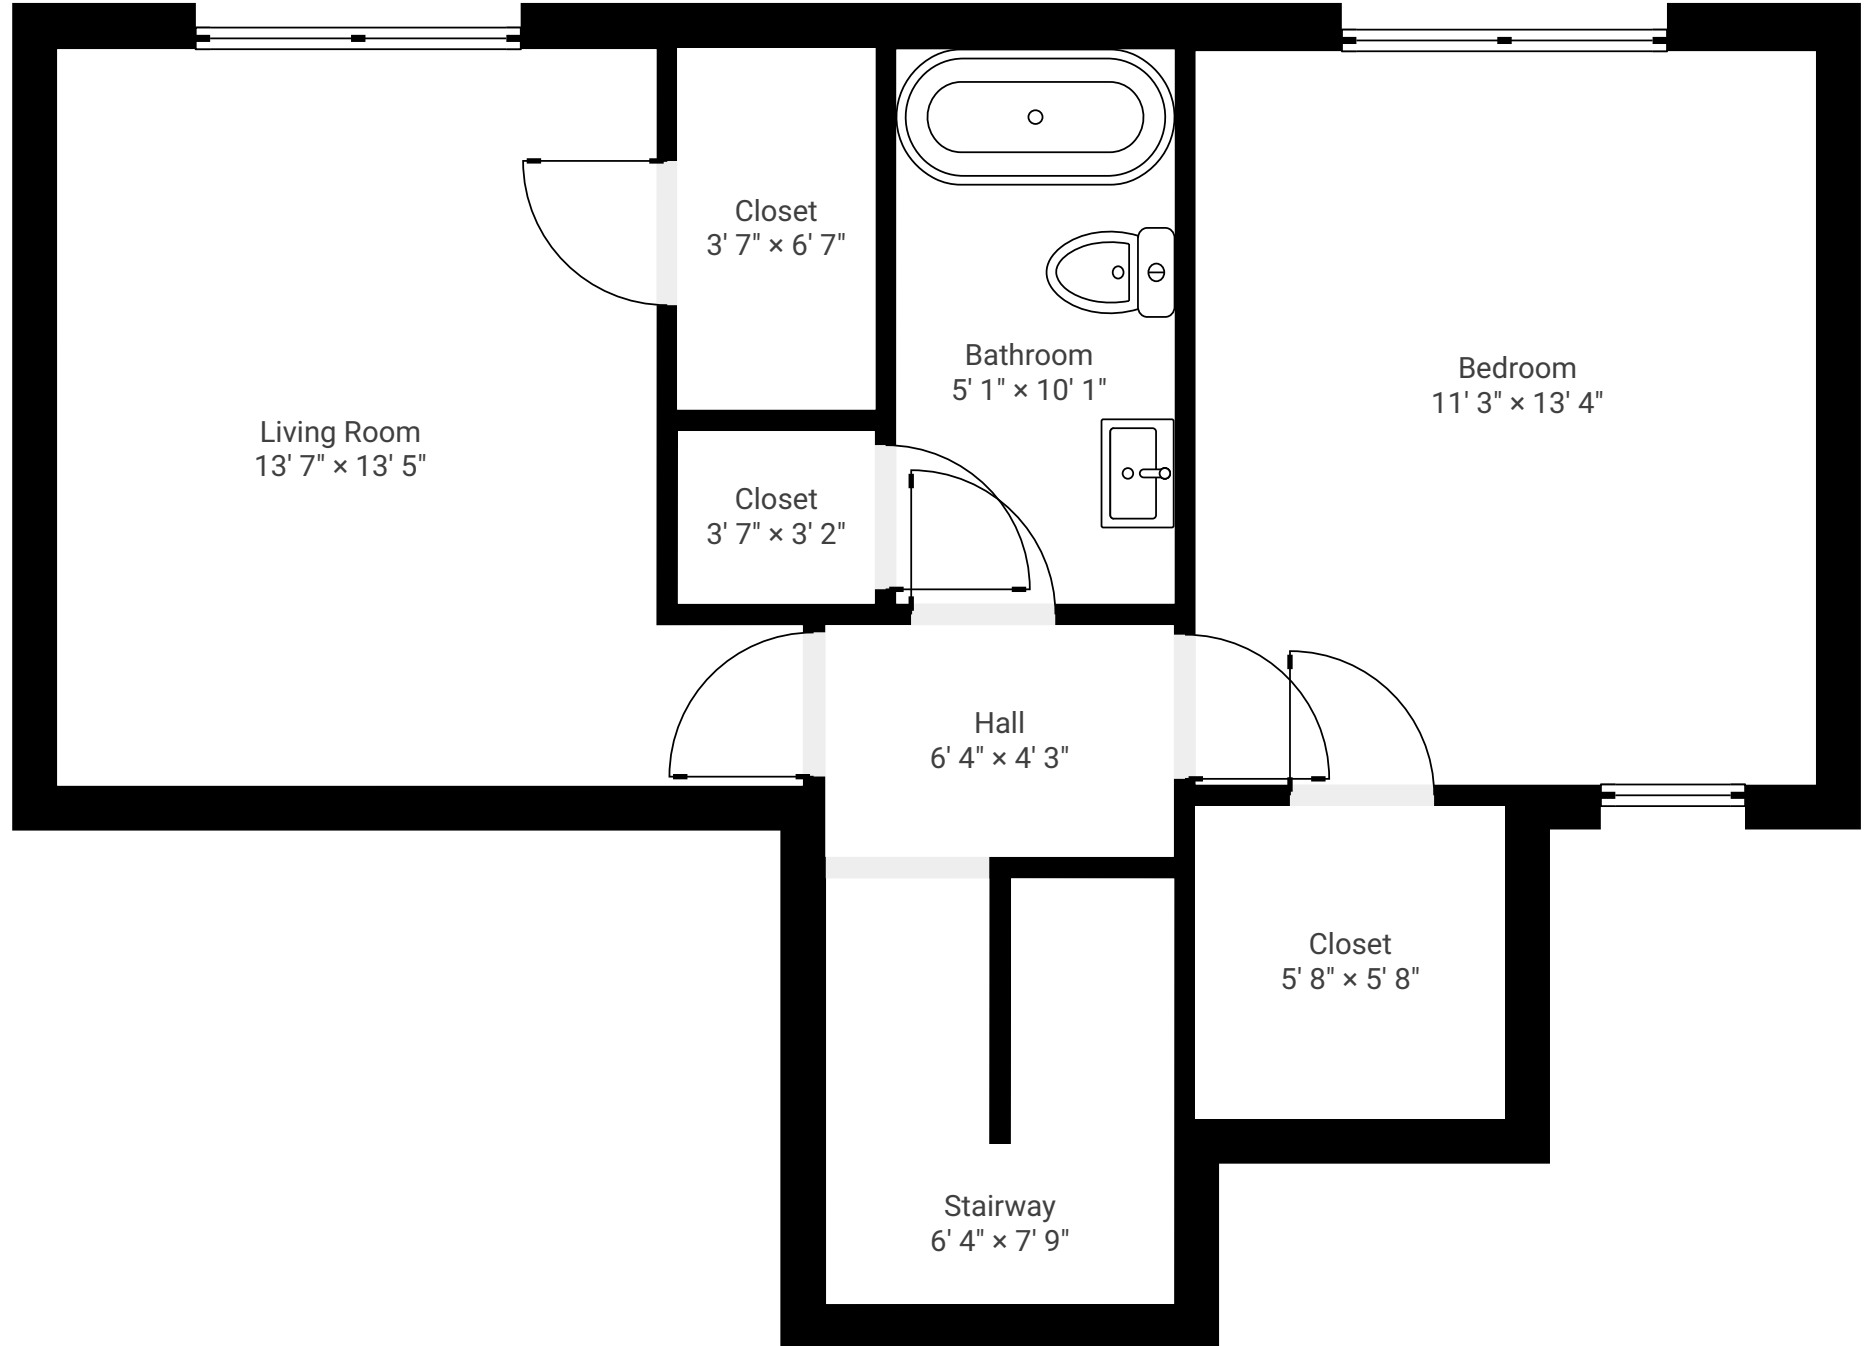 Closet
3' 7" × 6' 7"
Bathroom
5' 1" × 10' 1"
Bedroom
11' 3" × 13' 4"
Living Room
13' 7" × 13' 5"
Closet
3' 7" × 3' 2"
Hall
6' 4" × 4' 3"
Closet
5' 8" × 5' 8"
Stairway
6' 4" × 7' 9"